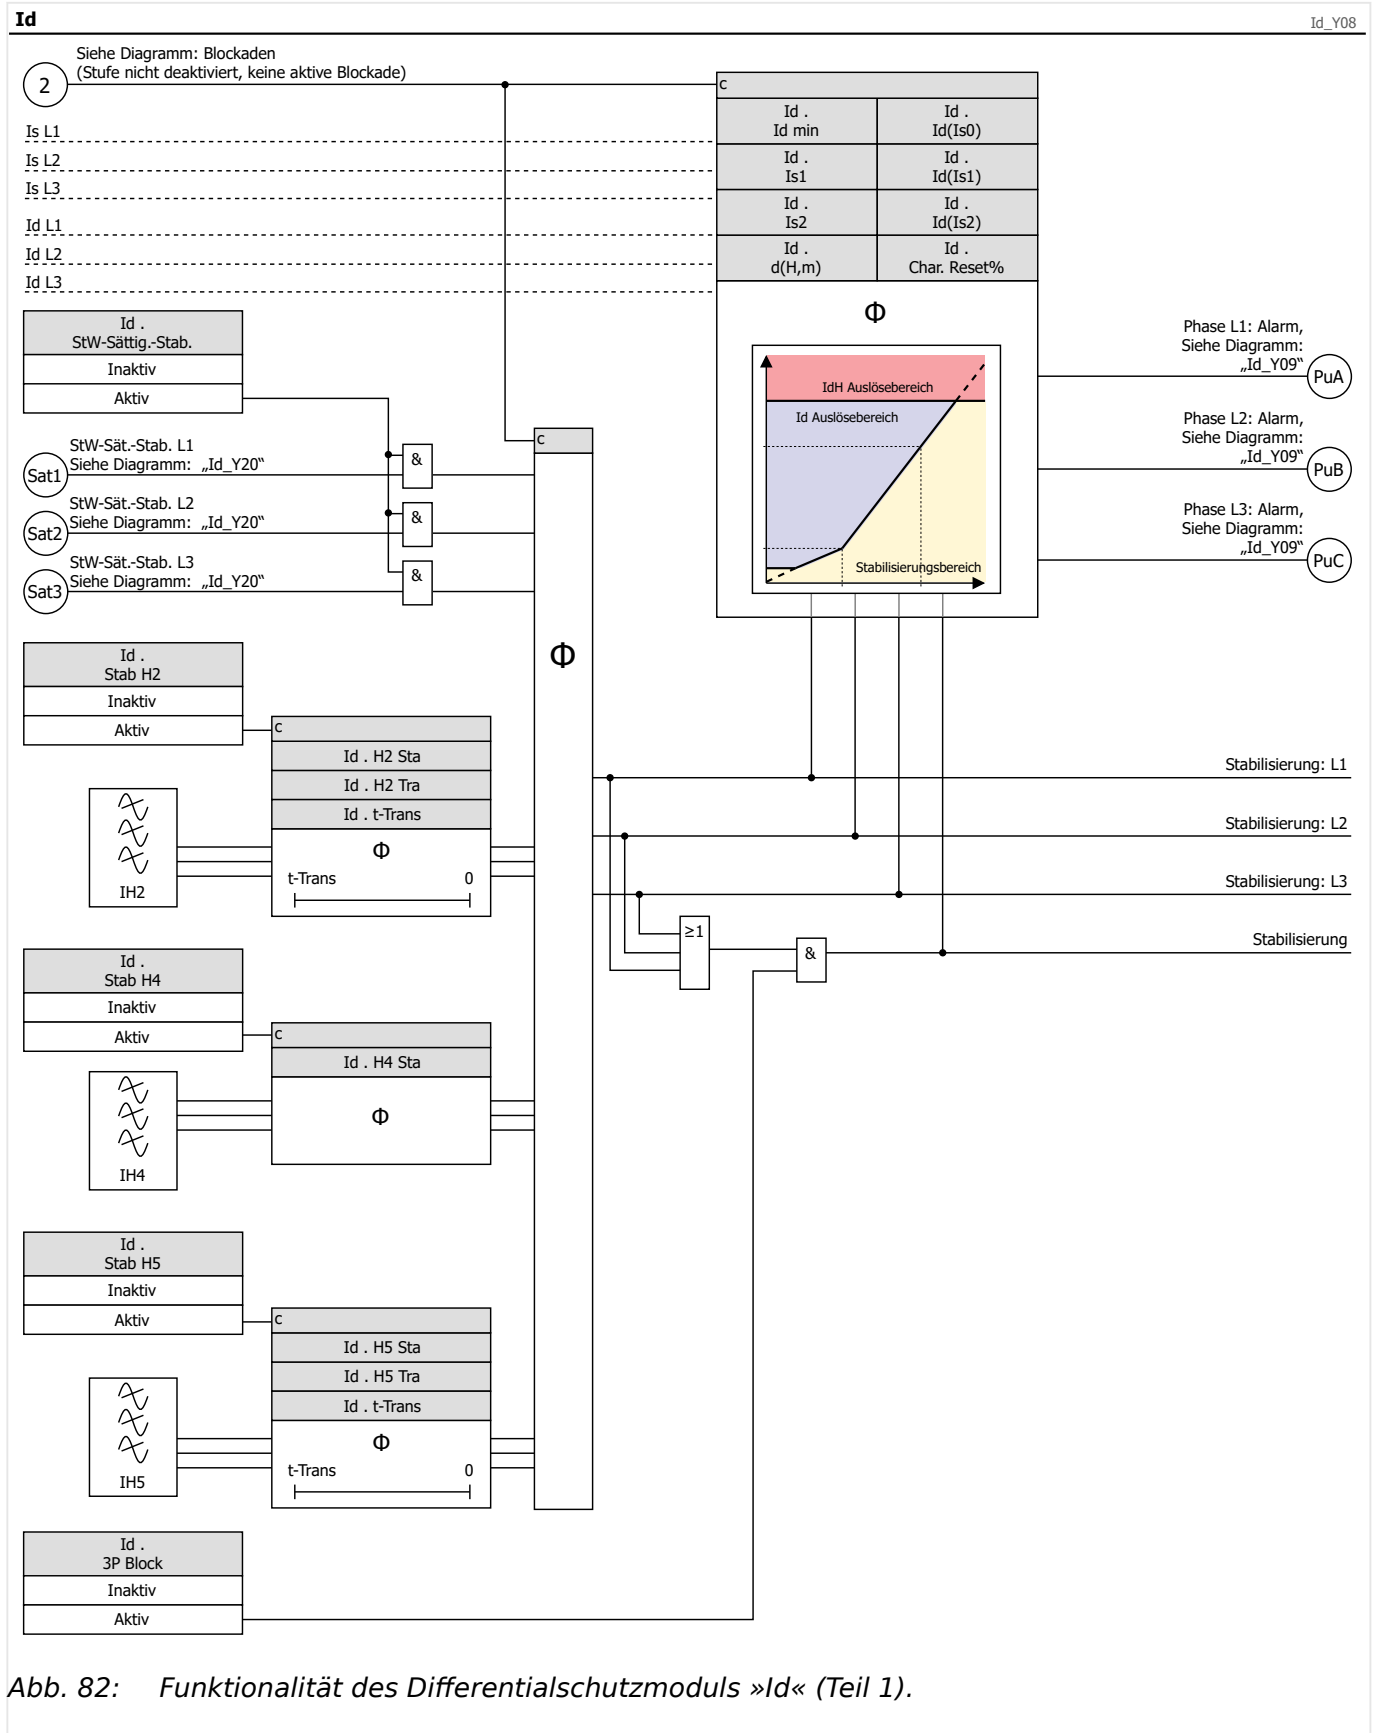 Id
Id_Y08
Siehe Diagramm: Blockaden
(Stufe nicht deaktiviert, keine aktive Blockade)
2
c
Id .
Id min
Id .
Id(Is0)
Id .
Is1
Id .
Id(Is1)
Id .
Is2
Id .
Id(Is2)
Id .
d(H,m)
Id .
Char. Reset%
Φ
Is L1
Is L2
Is L3
Id L1
Id L2
Id L3
IdH Auslösebereich
Id Auslösebereich
Stabilisierungsbereich
Phase L1: Alarm,
Siehe Diagramm:
„Id_Y09“
PuA
Phase L2: Alarm,
Siehe Diagramm:
„Id_Y09“
PuB
Phase L3: Alarm,
Siehe Diagramm:
„Id_Y09“
PuC
Id .
StW-Sättig.-Stab.
Inaktiv
Aktiv
StW-Sät.-Stab. L1
Siehe Diagramm: „Id_Y20“
Sat1
&
StW-Sät.-Stab. L2
Siehe Diagramm: „Id_Y20“
Sat2
&
StW-Sät.-Stab. L3
Siehe Diagramm: „Id_Y20“
Sat3
&
c
Φ
Id .
Stab H2
Inaktiv
Aktiv
c
Id . H2 Sta
Id . H2 Tra
Id . t-Trans
Φ
t-Trans 0
IH2
Stabilisierung: L1
Stabilisierung: L2
Stabilisierung: L3
Stabilisierung
≥1
&
Id .
Stab H4
Inaktiv
Aktiv
c
Id . H4 Sta
Φ
IH4
Id .
Stab H5
Inaktiv
Aktiv
c
Id . H5 Sta
Id . H5 Tra
Id . t-Trans
Φ
t-Trans 0
IH5
Id .
3P Block
Inaktiv
Aktiv
Abb. 82: Funktionalität des Differentialschutzmoduls »Id« (Teil 1).